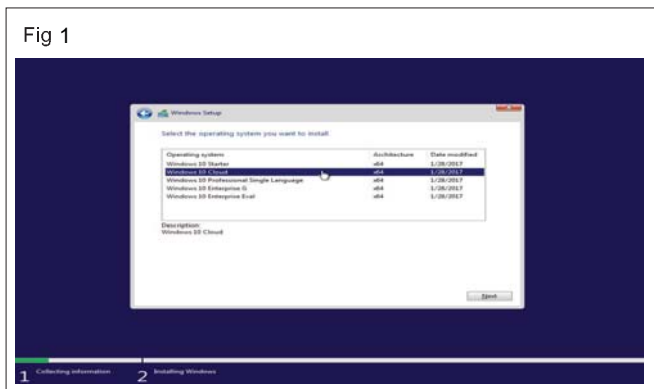 Fig 1
Windows Setup
Select the operating system you want to install
Operating system Architecture Date modified
Windows 10 Starter x64 1/28/2017
Windows 10 Cloud x64 1/28/2017
Windows 10 Professional Single Language x64 1/28/2017
Windows 10 Enterprise G x64 1/28/2017
Windows 10 Enterprise Eval x64 1/28/2017
Description:
Windows 10 Cloud
Next
1 Collecting information 2 Installing Windows